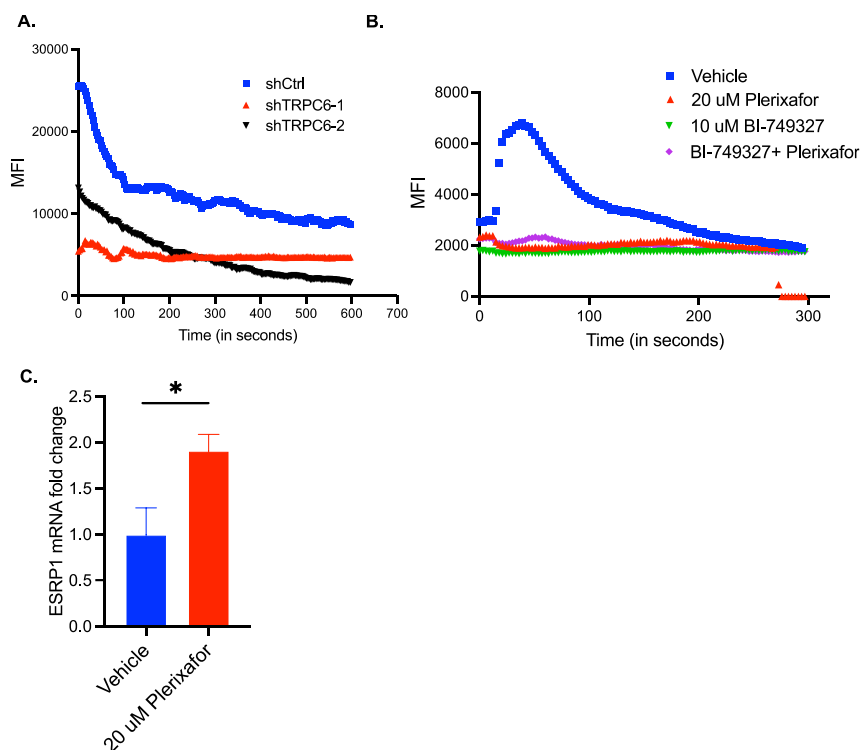 A.
30000
20000
10000
0
MFI
0 100 200 300 400 500 600 700
Time (in seconds)
shCtrl
shTRPC6-1
shTRPC6-2
B.
8000
6000
4000
2000
0
MFI
0 100 200 300
Time (in seconds)
Vehicle
20 uM Plerixafor
10 uM BI-749327
BI-749327+ Plerixafor
C.
2.5
2.0
1.5
1.0
0.5
0.0
ESRP1 mRNA fold change
*
Vehicle
20 uM Plerixafor